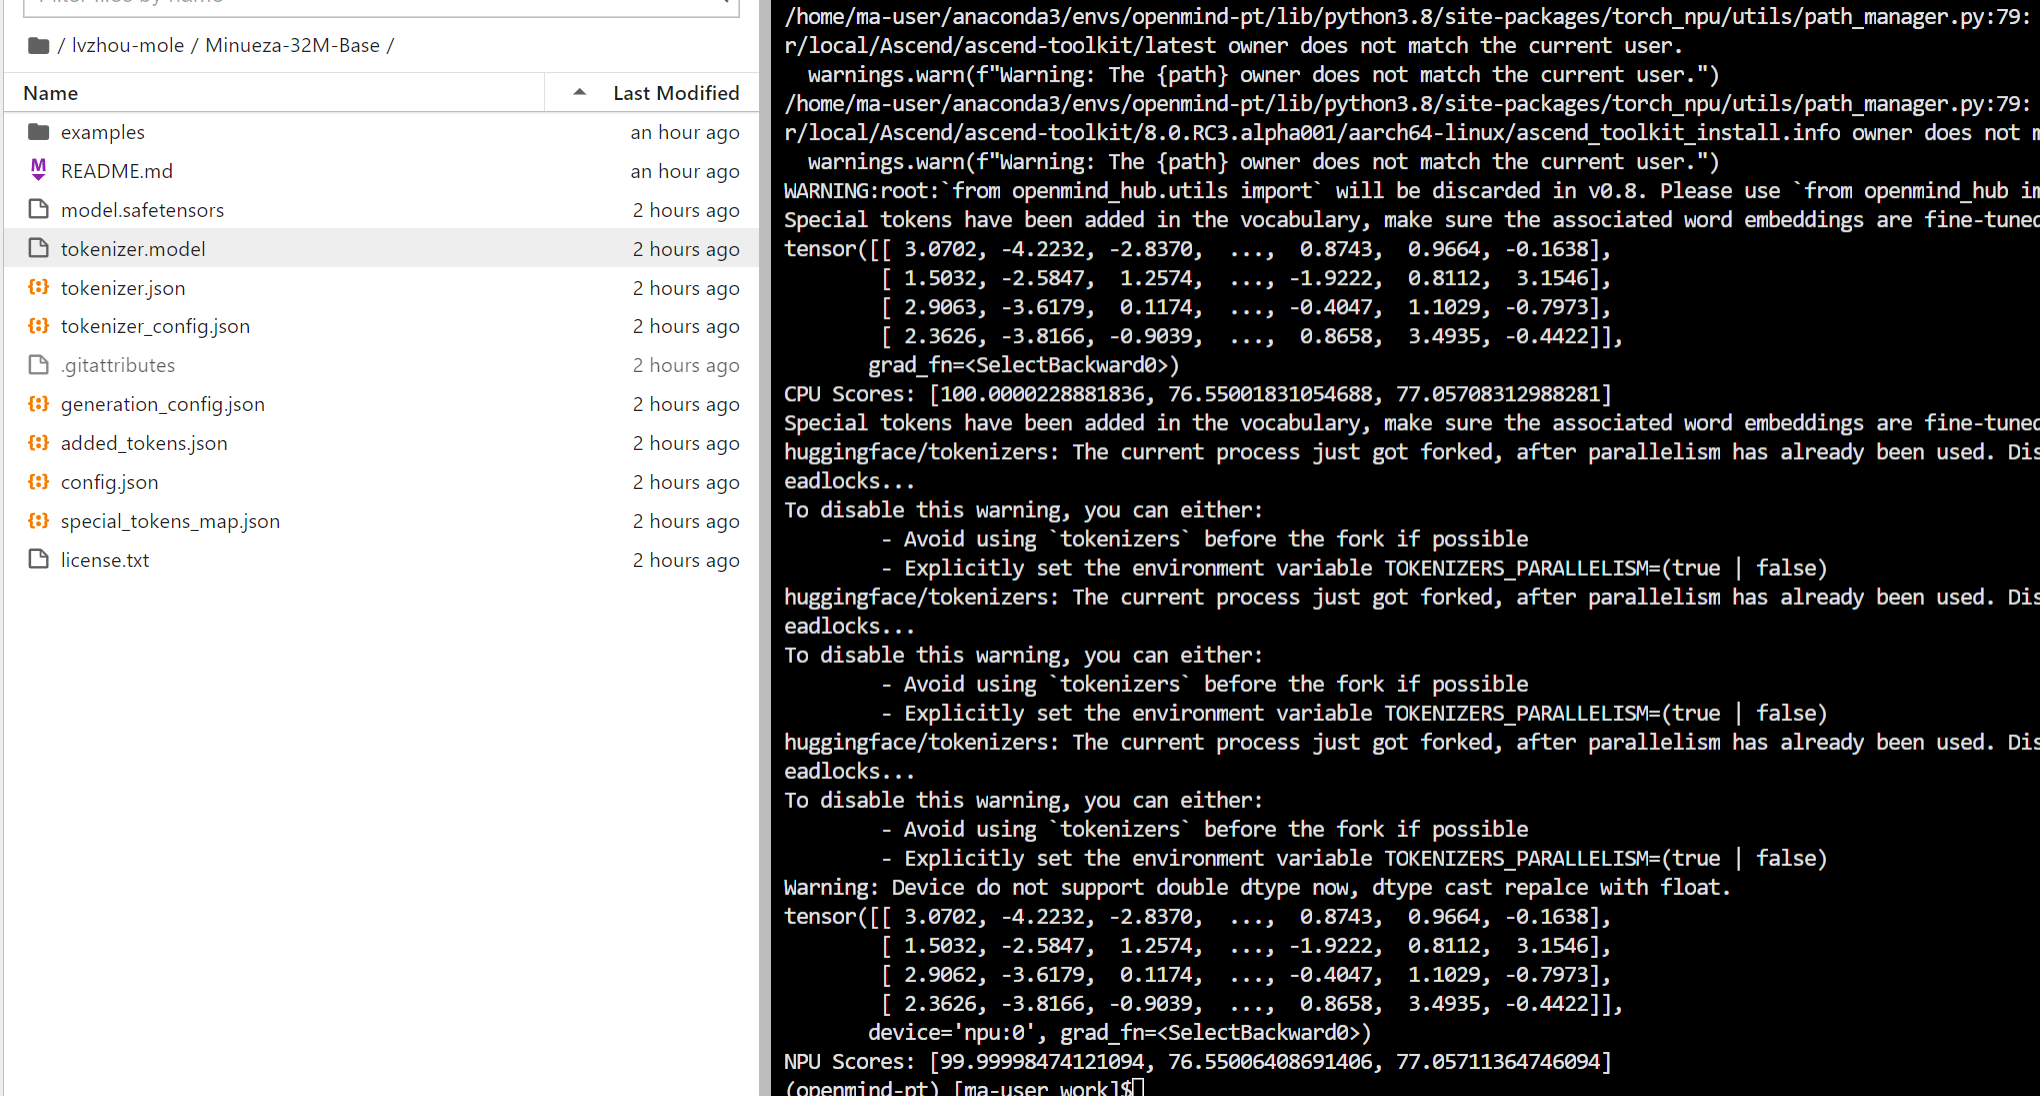 / lvzhou-mole / Minueza-32M-Base /
Name Last Modified
examples an hour ago
README.md an hour ago
model.safetensors 2 hours ago
tokenizer.model 2 hours ago
tokenizer.json 2 hours ago
tokenizer_config.json 2 hours ago
.gitattributes 2 hours ago
generation_config.json 2 hours ago
added_tokens.json 2 hours ago
config.json 2 hours ago
special_tokens_map.json 2 hours ago
license.txt 2 hours ago
/home/ma-user/anaconda3/envs/openmind-pt/lib/python3.8/site-packages/torch_npu/utils/path_manager.py:79:
r/local/Ascend/ascend-toolkit/latest owner does not match the current user.
  warnings.warn(f"Warning: The {path} owner does not match the current user.")
/home/ma-user/anaconda3/envs/openmind-pt/lib/python3.8/site-packages/torch_npu/utils/path_manager.py:79:
r/local/Ascend/ascend-toolkit/8.0.RC3.alpha001/aarch64-linux/ascend_toolkit_install.info owner does not m
  warnings.warn(f"Warning: The {path} owner does not match the current user.")
WARNING:root:`from openmind_hub.utils import` will be discarded in v0.8. Please use `from openmind_hub im
Special tokens have been added in the vocabulary, make sure the associated word embeddings are fine-tuned
tensor([[ 3.0702, -4.2232, -2.8370,  ...,  0.8743,  0.9664, -0.1638],
        [ 1.5032, -2.5847,  1.2574,  ..., -1.9222,  0.8112,  3.1546],
        [ 2.9063, -3.6179,  0.1174,  ..., -0.4047,  1.1029, -0.7973],
        [ 2.3626, -3.8166, -0.9039,  ...,  0.8658,  3.4935, -0.4422]],
       grad_fn=<SelectBackward0>)
CPU Scores: [100.0000228881836, 76.55001831054688, 77.05708312988281]
Special tokens have been added in the vocabulary, make sure the associated word embeddings are fine-tuned
huggingface/tokenizers: The current process just got forked, after parallelism has already been used. Dis
eadlocks...
To disable this warning, you can either:
        - Avoid using `tokenizers` before the fork if possible
        - Explicitly set the environment variable TOKENIZERS_PARALLELISM=(true | false)
huggingface/tokenizers: The current process just got forked, after parallelism has already been used. Dis
eadlocks...
To disable this warning, you can either:
        - Avoid using `tokenizers` before the fork if possible
        - Explicitly set the environment variable TOKENIZERS_PARALLELISM=(true | false)
huggingface/tokenizers: The current process just got forked, after parallelism has already been used. Dis
eadlocks...
To disable this warning, you can either:
        - Avoid using `tokenizers` before the fork if possible
        - Explicitly set the environment variable TOKENIZERS_PARALLELISM=(true | false)
Warning: Device do not support double dtype now, dtype cast repalce with float.
tensor([[ 3.0702, -4.2232, -2.8370,  ...,  0.8743,  0.9664, -0.1638],
        [ 1.5032, -2.5847,  1.2574,  ..., -1.9222,  0.8112,  3.1546],
        [ 2.9062, -3.6179,  0.1174,  ..., -0.4047,  1.1029, -0.7973],
        [ 2.3626, -3.8166, -0.9039,  ...,  0.8658,  3.4935, -0.4422]],
       device='npu:0', grad_fn=<SelectBackward0>)
NPU Scores: [99.99998474121094, 76.55006408691406, 77.05711364746094]
(openmind-pt) [ma-user work]$